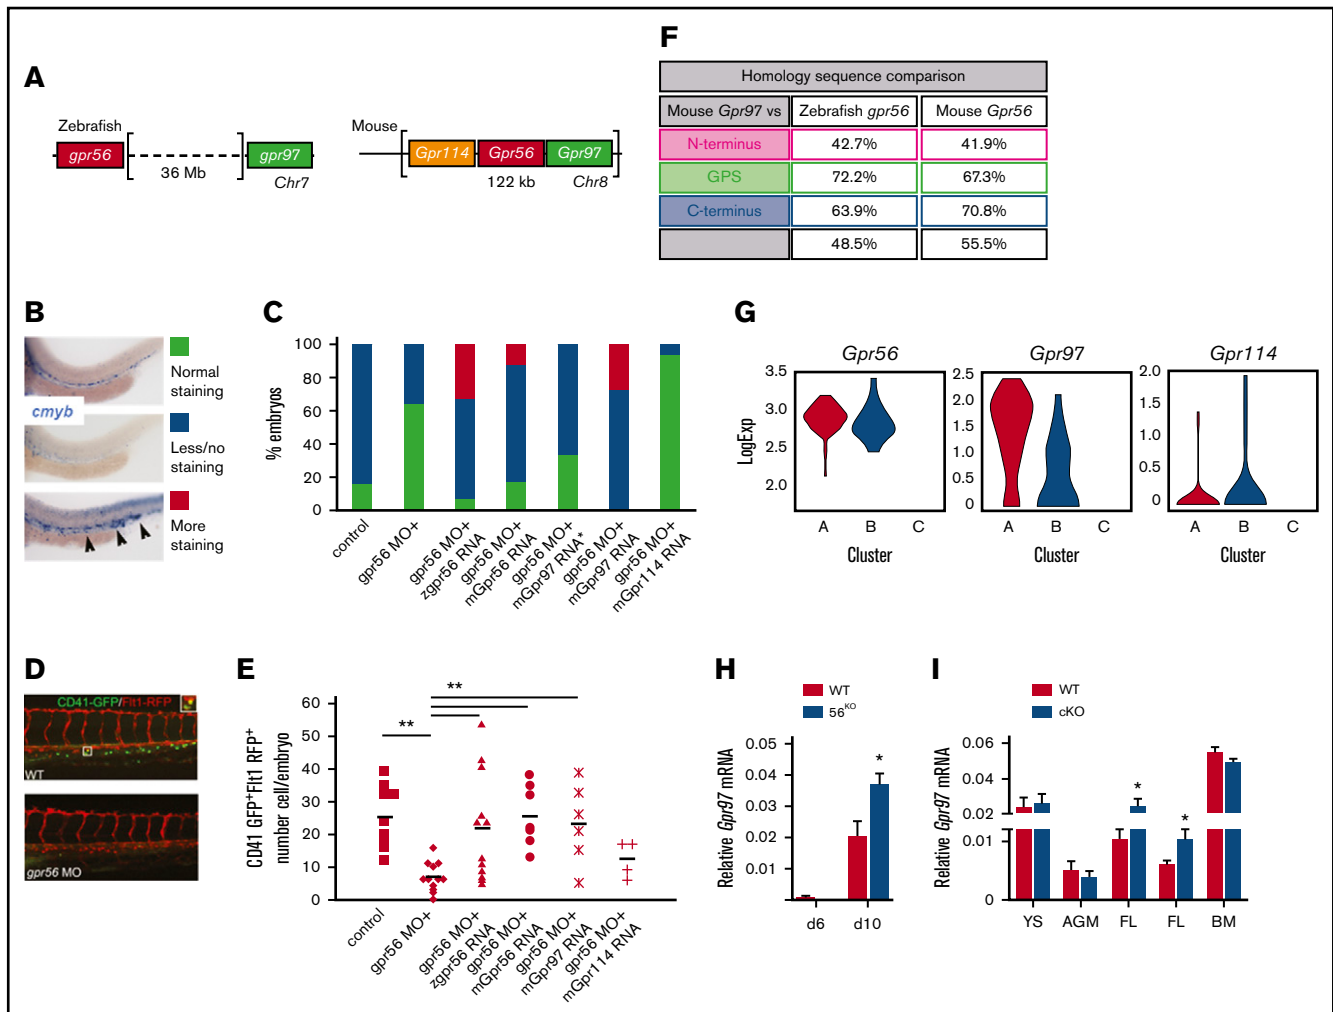 A
Zebrafish
gpr56
36 Mb
gpr97
Chr7
Mouse
Gpr114
Gpr56
Gpr97
122 kb
Chr8
F
Homology sequence comparison
Mouse Gpr97 vs
Zebrafish gpr56
Mouse Gpr56
N-terminus
42.7%
41.9%
GPS
72.2%
67.3%
C-terminus
63.9%
70.8%
48.5%
55.5%
B
cmyb
Normal
staining
Less/no
staining
More
staining
C
% embryos
100
80
60
40
20
0
control
gpr56 MO+
gpr56 MO+
zgpr56 RNA
gpr56 MO+
mGpr56 RNA
gpr56 MO+
mGpr97 RNA*
gpr56 MO+
mGpr97 RNA
gpr56 MO+
mGpr114 RNA
G
LogExp
Gpr56
3.5
3.0
2.5
2.0
A B C
Cluster
Gpr97
2.5
2.0
1.5
1.0
0.5
0
A B C
Cluster
Gpr114
2.0
1.5
1.0
0.5
0
A B C
Cluster
D
CD41-GFP/Flt1-RFP
WT
gpr56 MO
E
CD41 GFP+Flt1 RFP+
number cell/embryo
60
50
40
30
20
10
0
**
**
control
gpr56 MO+
gpr56 MO+
zgpr56 RNA
gpr56 MO+
mGpr56 RNA
gpr56 MO+
mGpr97 RNA
gpr56 MO+
mGpr114 RNA
H
WT
56KO
Relative Gpr97 mRNA
0.05
0.04
0.03
0.02
0.01
*
d6
d10
I
WT
cKO
Relative Gpr97 mRNA
0.06
0.04
0.02
0.01
0
*
*
YS
AGM
FL
FL
BM